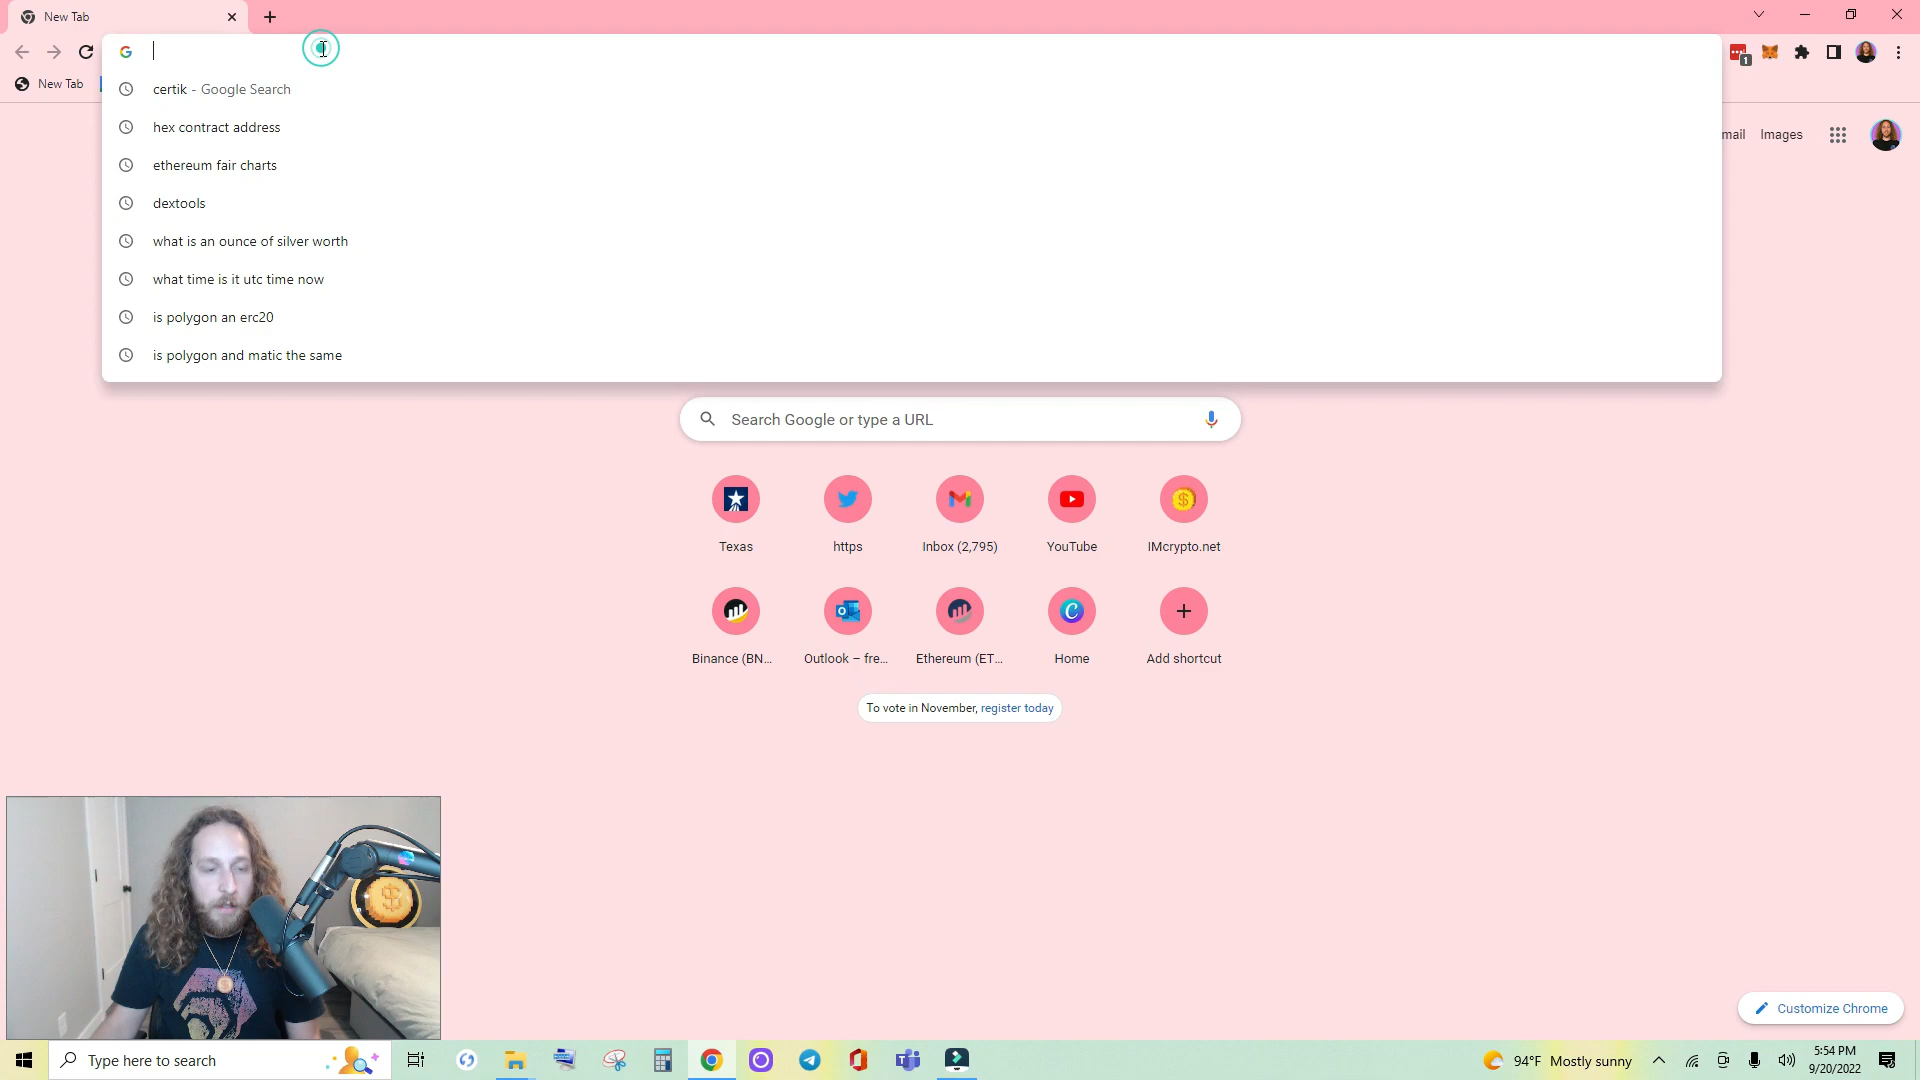 New Tab
New Tab
certik - Google Search
hex contract address
ethereum fair charts
dextools
what is an ounce of silver worth
what time is it utc time now
is polygon an erc20
is polygon and matic the same
1
mail
Images
Search Google or type a URL
Texas
https
Inbox (2,795)
YouTube
IMcrypto.net
Binance (BN...
Outlook – fre...
Ethereum (ET...
Home
Add shortcut
To vote in November, register today
Customize Chrome
Type here to search
94°F Mostly sunny
5:54 PM
9/20/2022